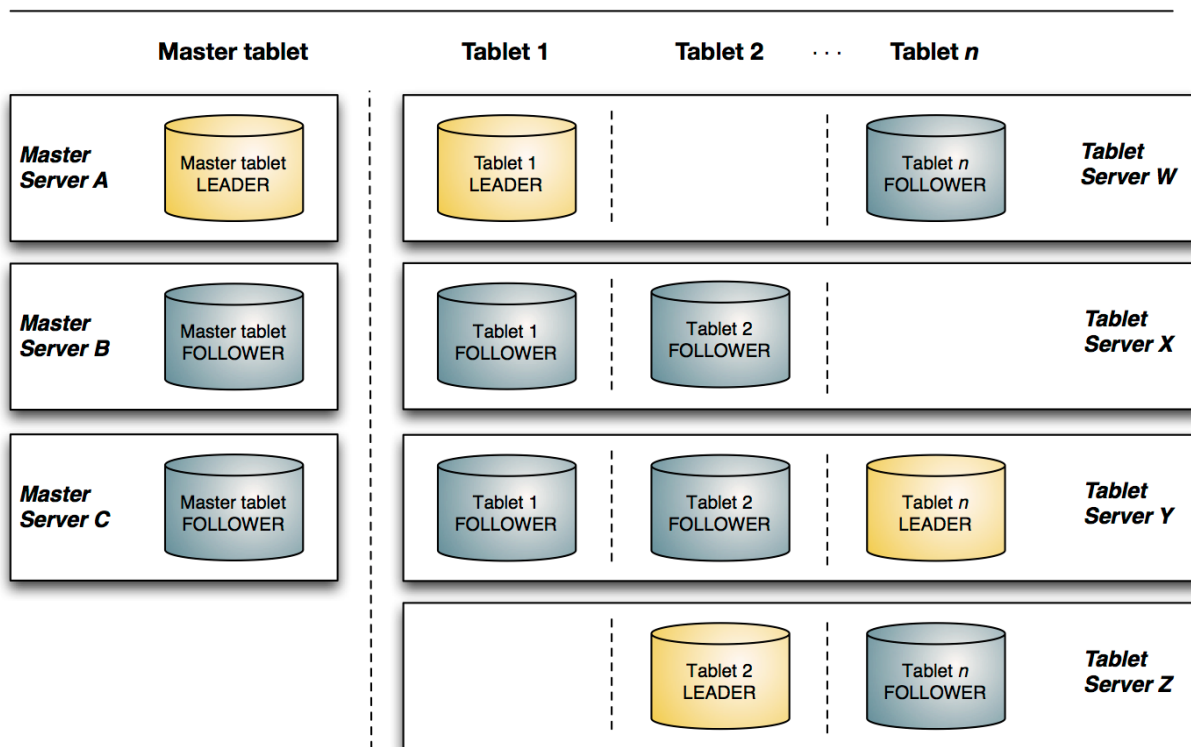 Master tablet
Tablet 1
Tablet 2
· · ·
Tablet n
Master
Server A
Master tablet
LEADER
Tablet 1
LEADER
Tablet n
FOLLOWER
Tablet
Server W
Master
Server B
Master tablet
FOLLOWER
Tablet 1
FOLLOWER
Tablet 2
FOLLOWER
Tablet
Server X
Master
Server C
Master tablet
FOLLOWER
Tablet 1
FOLLOWER
Tablet 2
FOLLOWER
Tablet n
LEADER
Tablet
Server Y
Tablet 2
LEADER
Tablet n
FOLLOWER
Tablet
Server Z